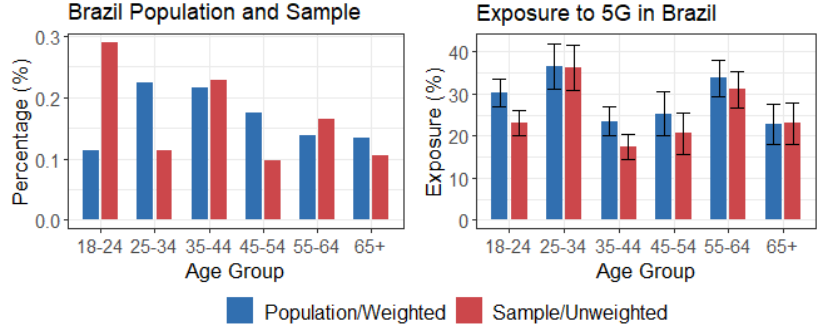 Brazil Population and Sample
Percentage (%)
0.3
0.2
0.1
0.0
18-24 25-34 35-44 45-54 55-64 65+
Age Group
Exposure to 5G in Brazil
Exposure (%)
40
30
20
10
0
18-24 25-34 35-44 45-54 55-64 65+
Age Group
Population/Weighted Sample/Unweighted